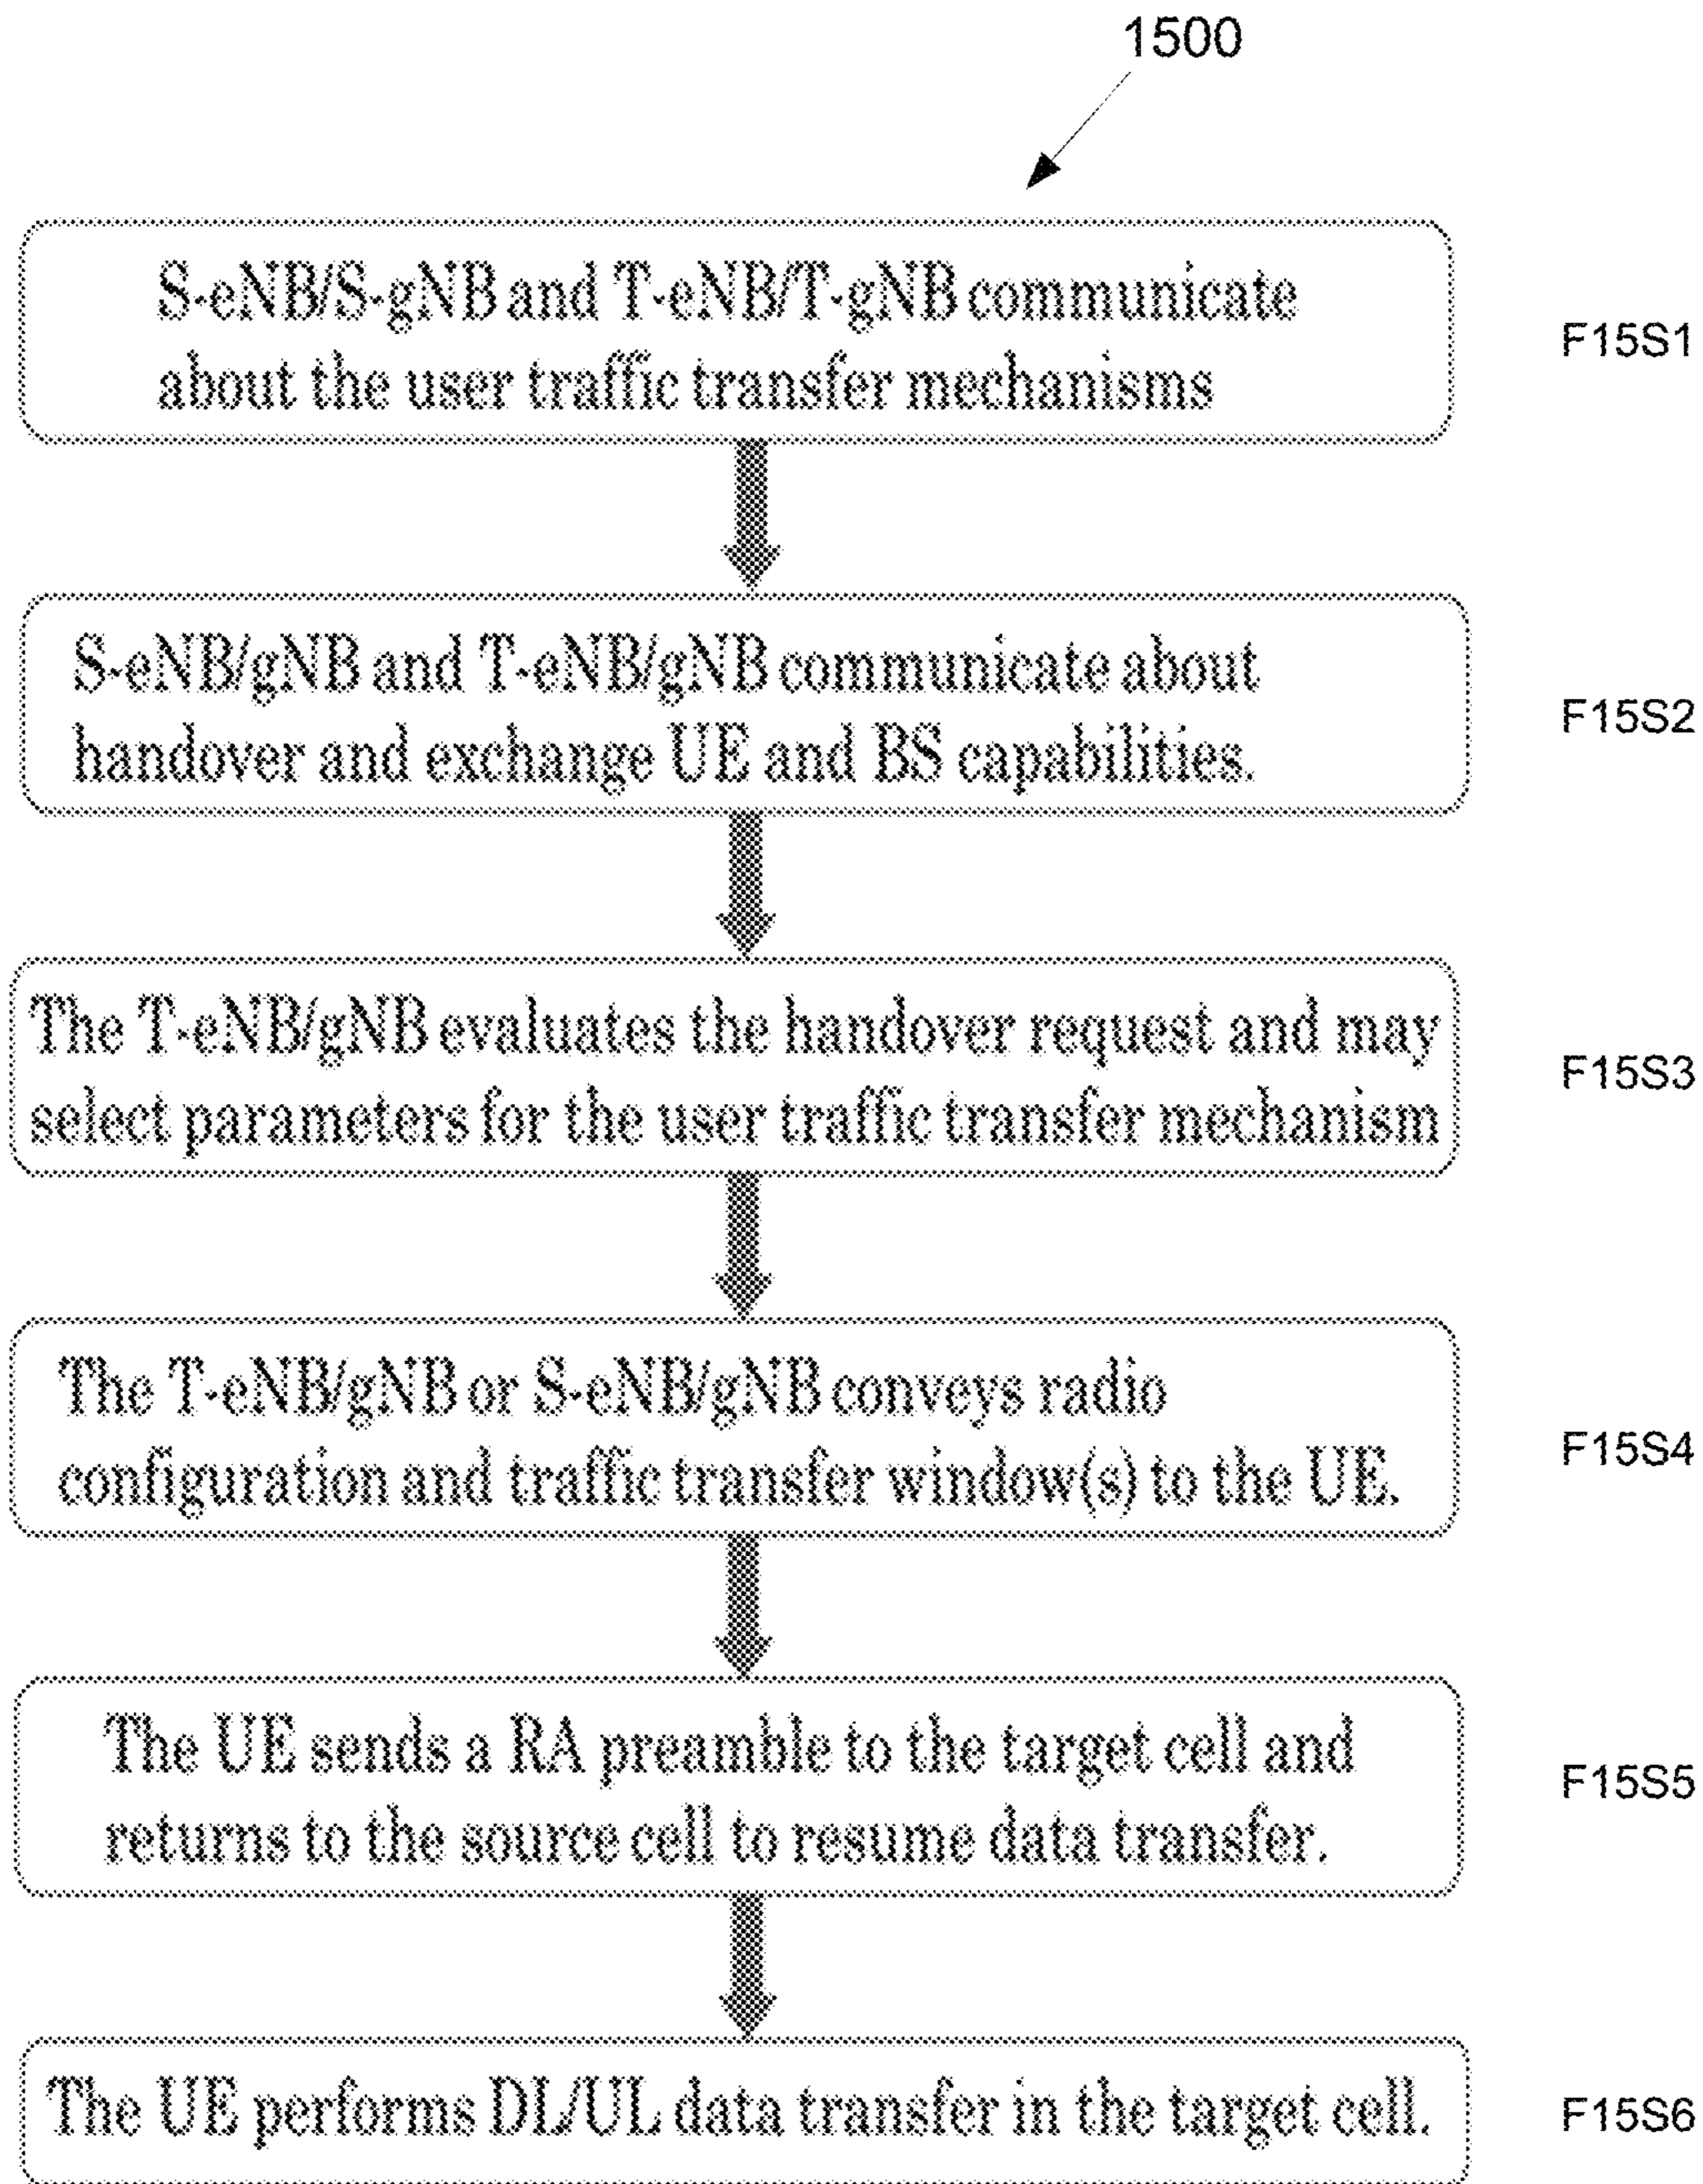 1500
S-eNB/S-gNB and T-eNB/T-gNB communicate
about the user traffic transfer mechanisms
F15S1
S-eNB/gNB and T-eNB/gNB communicate about
handover and exchange UE and BS capabilities.
F15S2
The T-eNB/gNB evaluates the handover request and may
select parameters for the user traffic transfer mechanism
F15S3
The T-eNB/gNB or S-eNB/gNB conveys radio
configuration and traffic transfer window(s) to the UE.
F15S4
The UE sends a RA preamble to the target cell and
returns to the source cell to resume data transfer.
F15S5
The UE performs DL/UL data transfer in the target cell.
F15S6